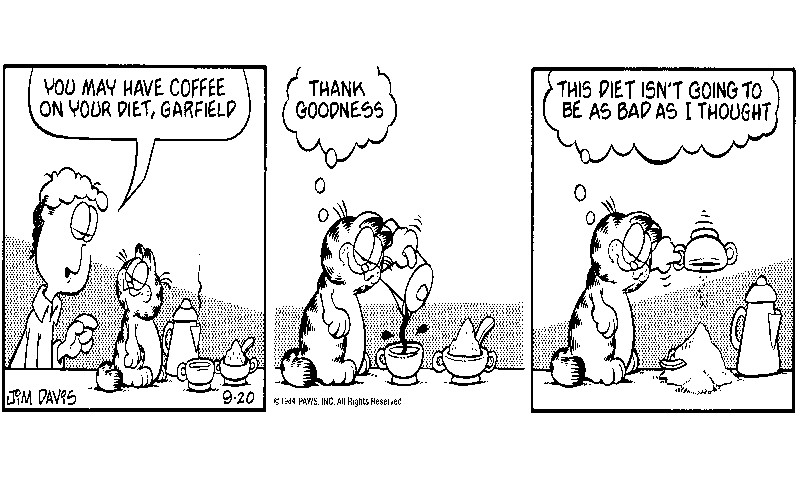 YOU MAY HAVE COFFEE
ON YOUR DIET, GARFIELD
JIM DAVIS
9-20
THANK
GOODNESS
PAWS, INC. All Rights Reserved
THIS DIET ISN'T GOING TO
BE AS BAD AS I THOUGHT